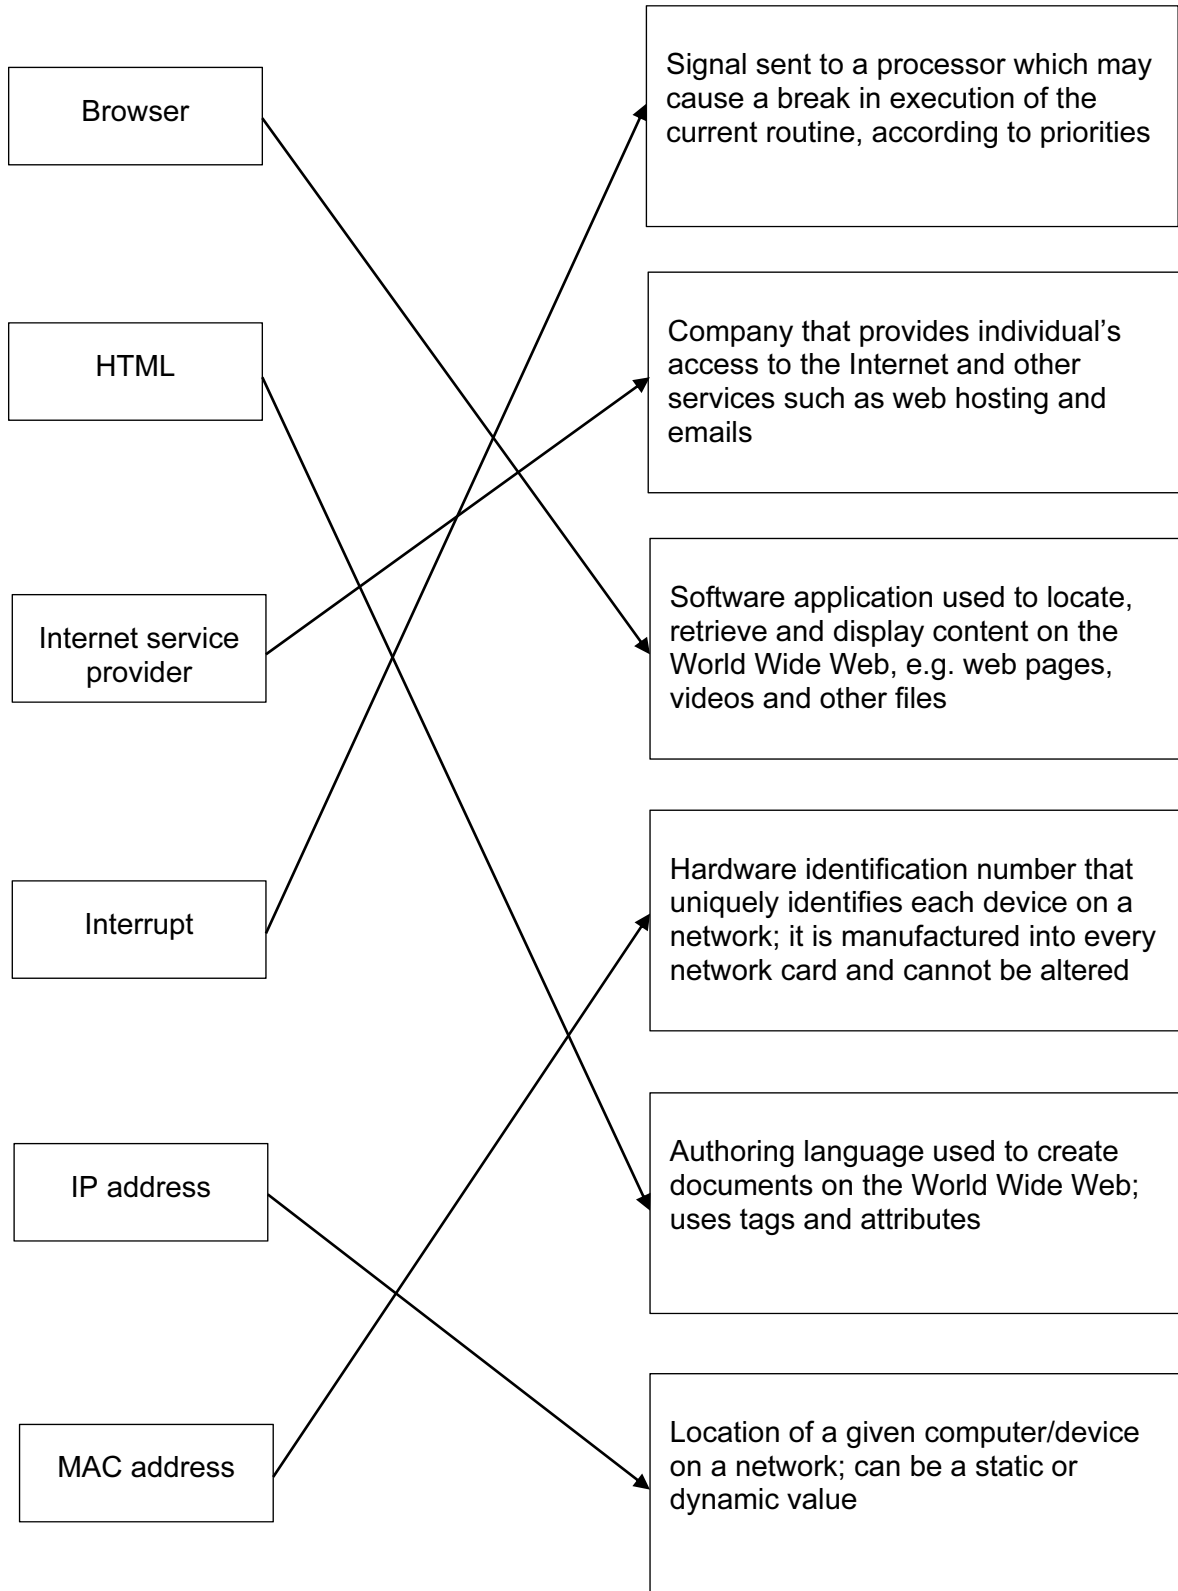 Browser
HTML
Internet service
provider
Interrupt
IP address
MAC address
Signal sent to a processor which may
cause a break in execution of the
current routine, according to priorities
Company that provides individual’s
access to the Internet and other
services such as web hosting and
emails
Software application used to locate,
retrieve and display content on the
World Wide Web, e.g. web pages,
videos and other files
Hardware identification number that
uniquely identifies each device on a
network; it is manufactured into every
network card and cannot be altered
Authoring language used to create
documents on the World Wide Web;
uses tags and attributes
Location of a given computer/device
on a network; can be a static or
dynamic value